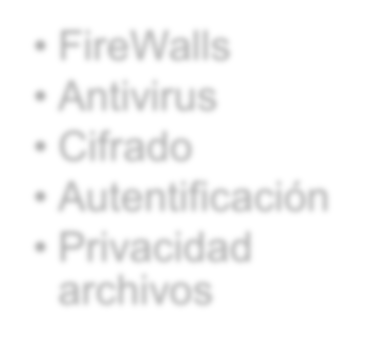 • FireWalls
• Antivirus
• Cifrado
• Autentificación
• Privacidad
archivos